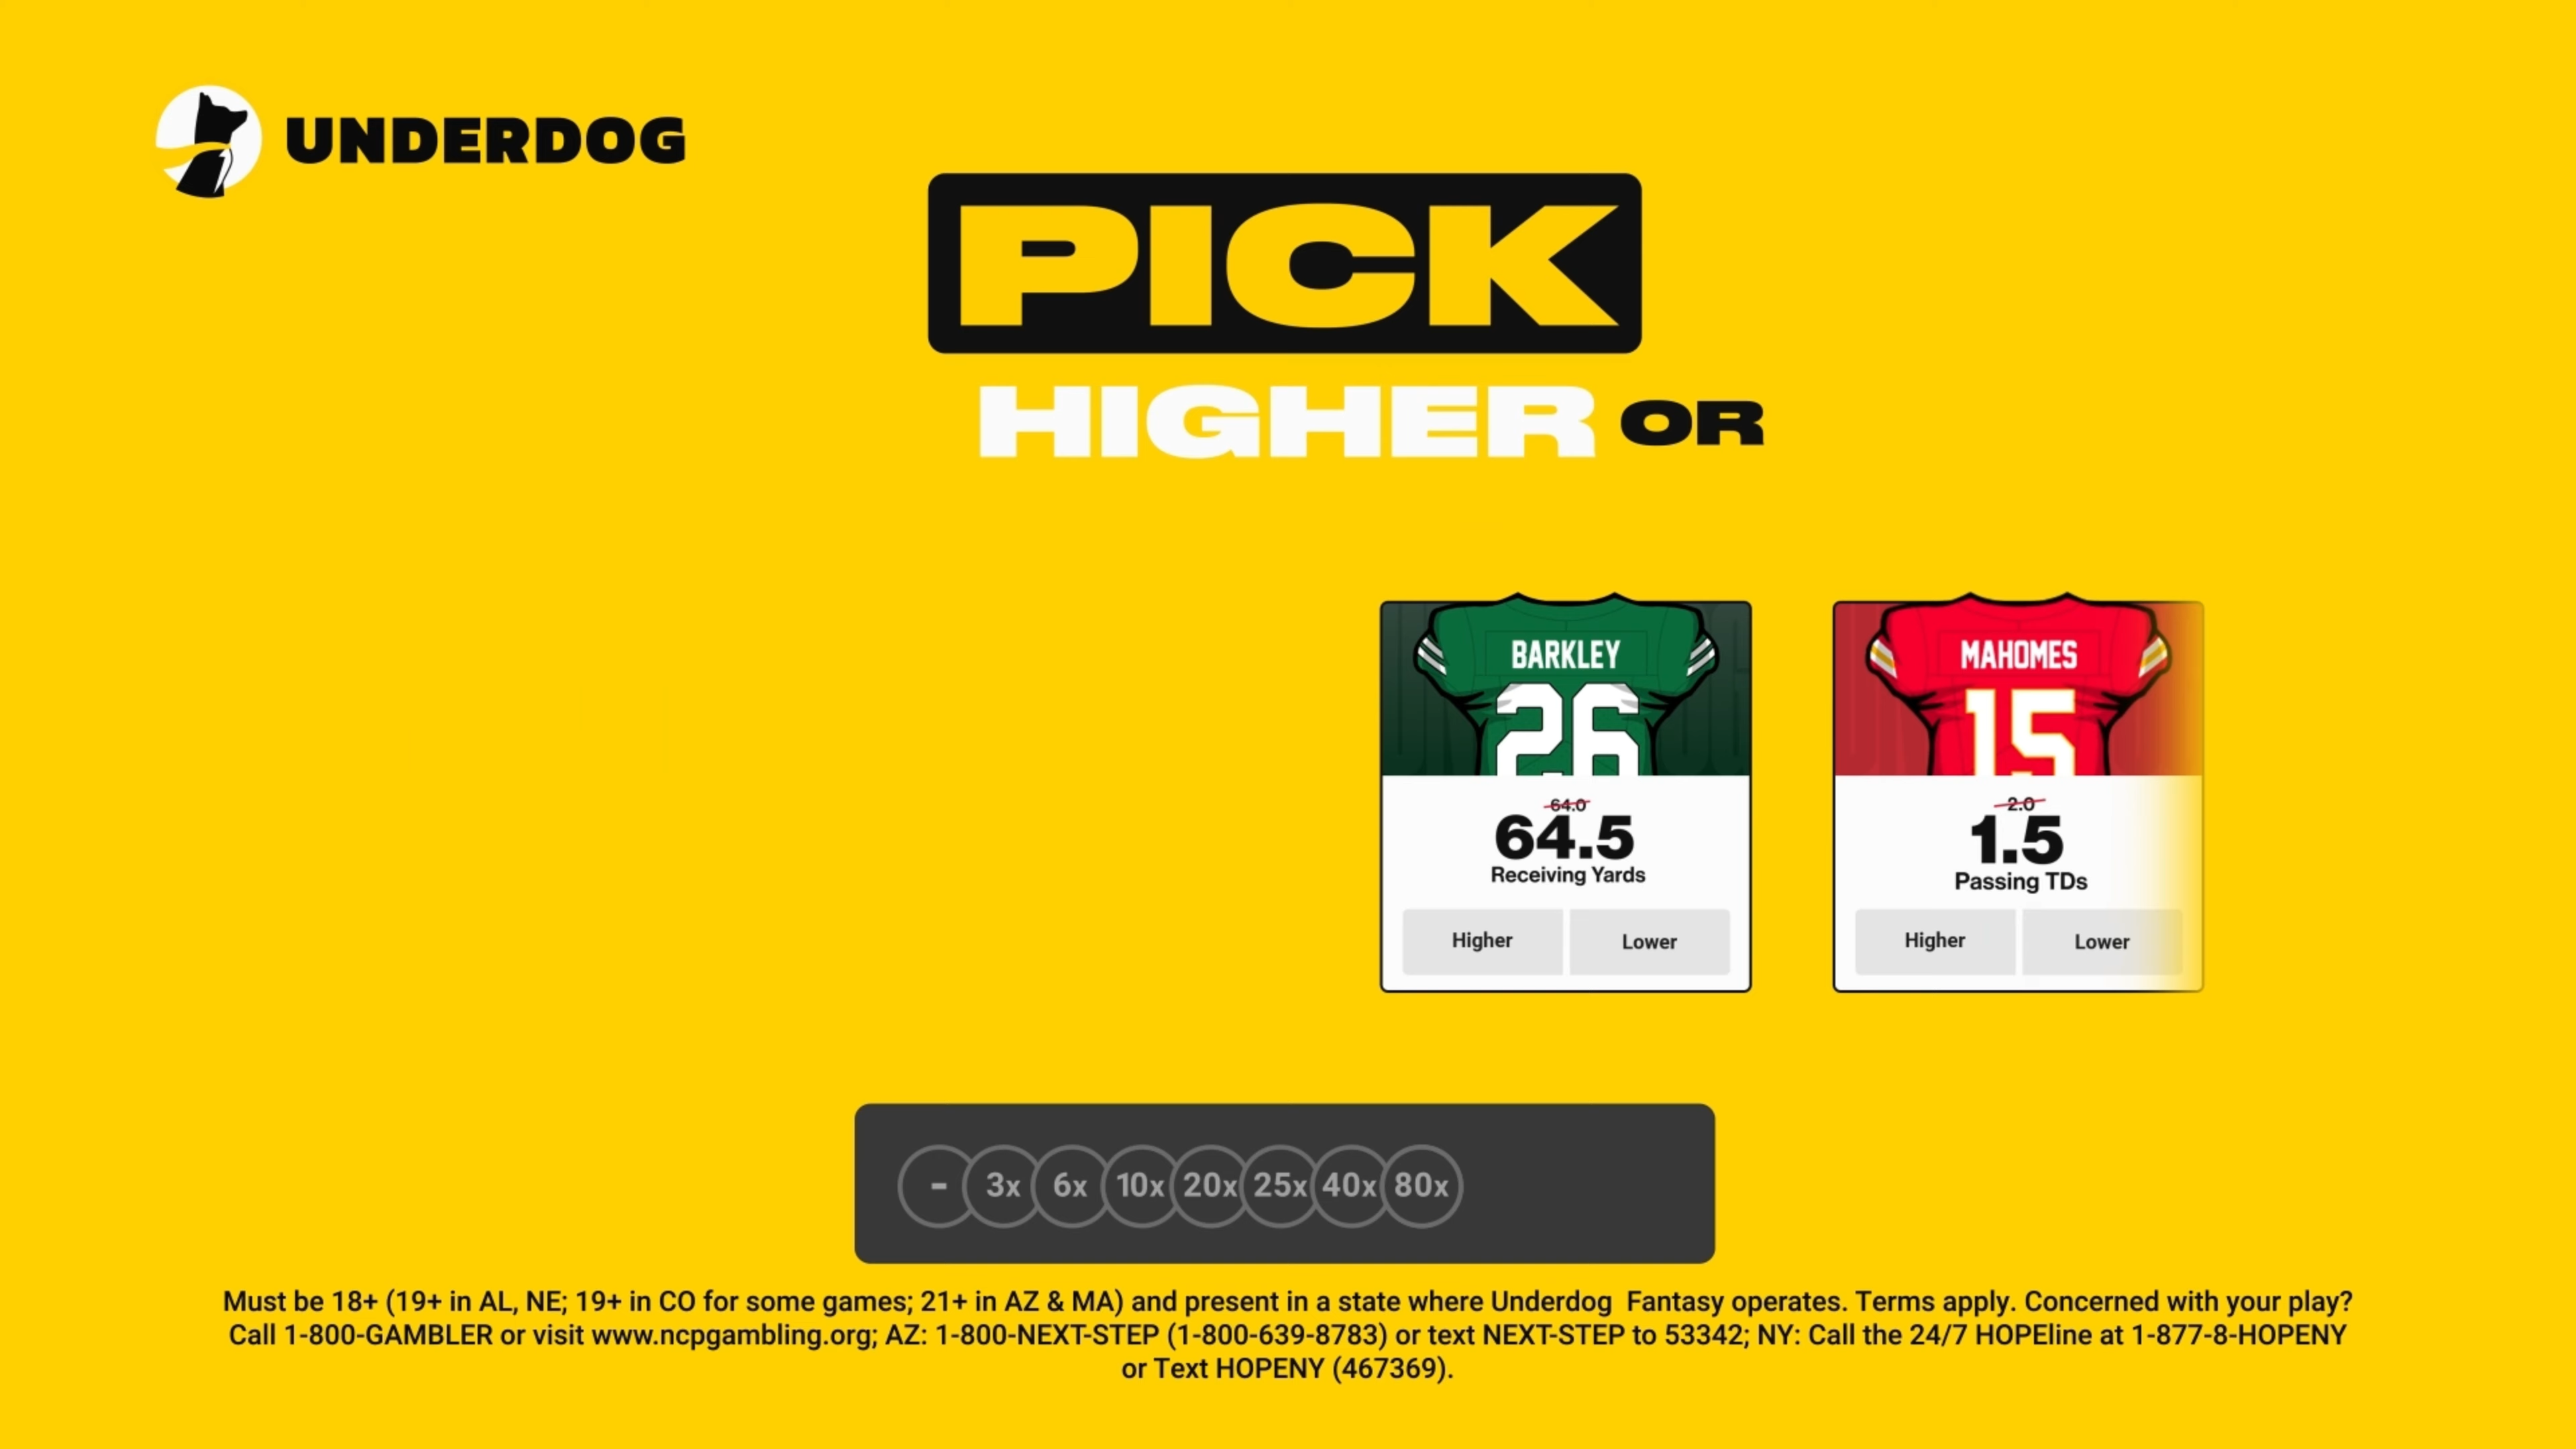 UNDERDOG
PICK
HIGHER OR
BARKLEY
26
64.0
64.5
Receiving Yards
Higher Lower
MAHOMES
15
2.0
1.5
Passing TDs
Higher Lower
- 3x 6x 10x 20x 25x 40x 80x
Must be 18+ (19+ in AL, NE; 19+ in CO for some games; 21+ in AZ & MA) and present in a state where Underdog Fantasy operates. Terms apply. Concerned with your play?
Call 1-800-GAMBLER or visit www.ncpgambling.org; AZ: 1-800-NEXT-STEP (1-800-639-8783) or text NEXT-STEP to 53342; NY: Call the 24/7 HOPEline at 1-877-8-HOPENY
or Text HOPENY (467369).